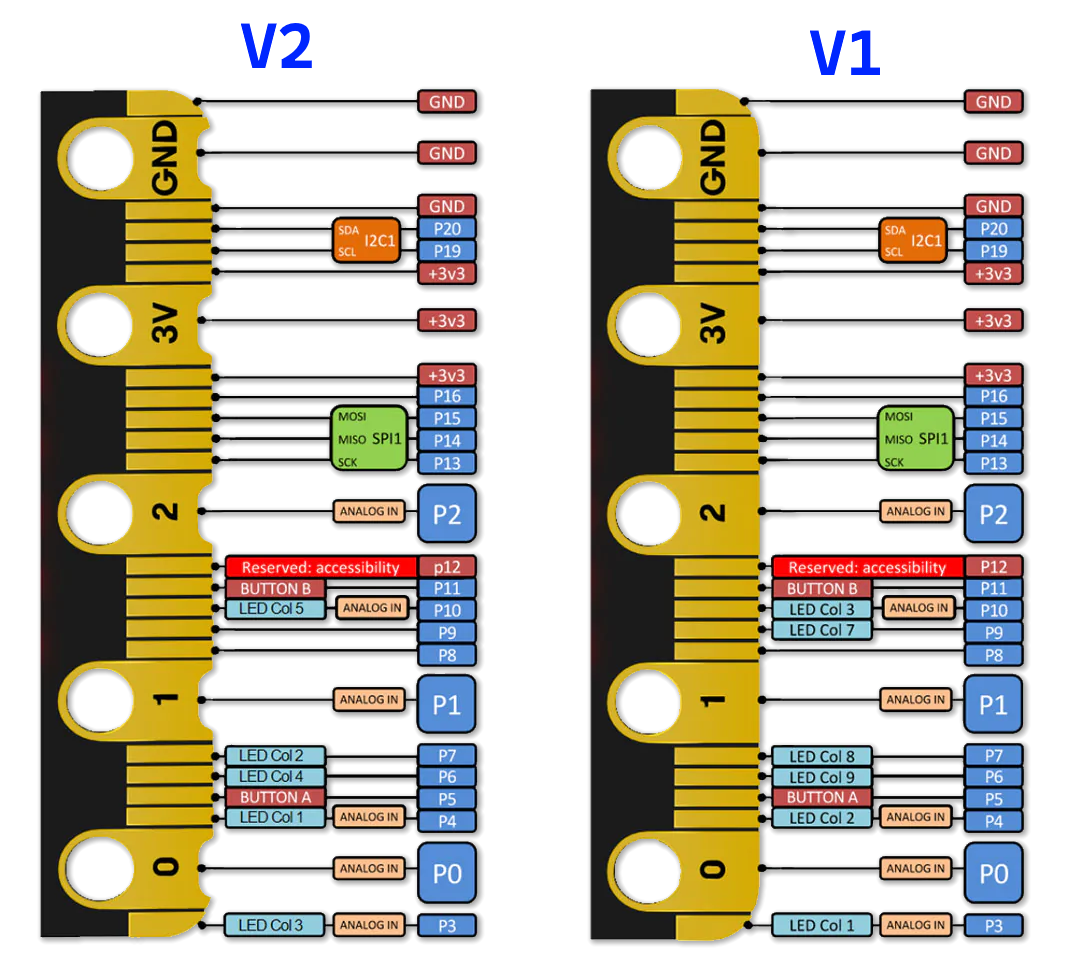 V2
GND
GND
GND
GND
SDA I2C1 P20
SCL P19
+3v3
3V
+3v3
+3v3
P16
MOSI P15
MISO SPI1 P14
SCK P13
2 ANALOG IN P2
Reserved: accessibility p12
BUTTON B P11
LED Col 5 ANALOG IN P10
P9
P8
1 ANALOG IN P1
LED Col 2 P7
LED Col 4 P6
BUTTON A P5
LED Col 1 ANALOG IN P4
0 ANALOG IN P0
LED Col 3 ANALOG IN P3
V1
GND
GND
GND
GND
SDA I2C1 P20
SCL P19
+3v3
3V
+3v3
+3v3
P16
MOSI P15
MISO SPI1 P14
SCK P13
2 ANALOG IN P2
Reserved: accessibility P12
BUTTON B P11
LED Col 3 ANALOG IN P10
LED Col 7 P9
P8
1 ANALOG IN P1
LED Col 8 P7
LED Col 9 P6
BUTTON A P5
LED Col 2 ANALOG IN P4
0 ANALOG IN P0
LED Col 1 ANALOG IN P3